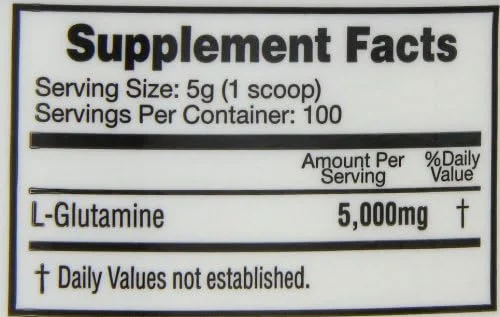 Supplement Facts
Serving Size: 5g (1 scoop)
Servings Per Container: 100
Amount Per Serving %Daily Value
L-Glutamine 5,000mg †
† Daily Values not established.